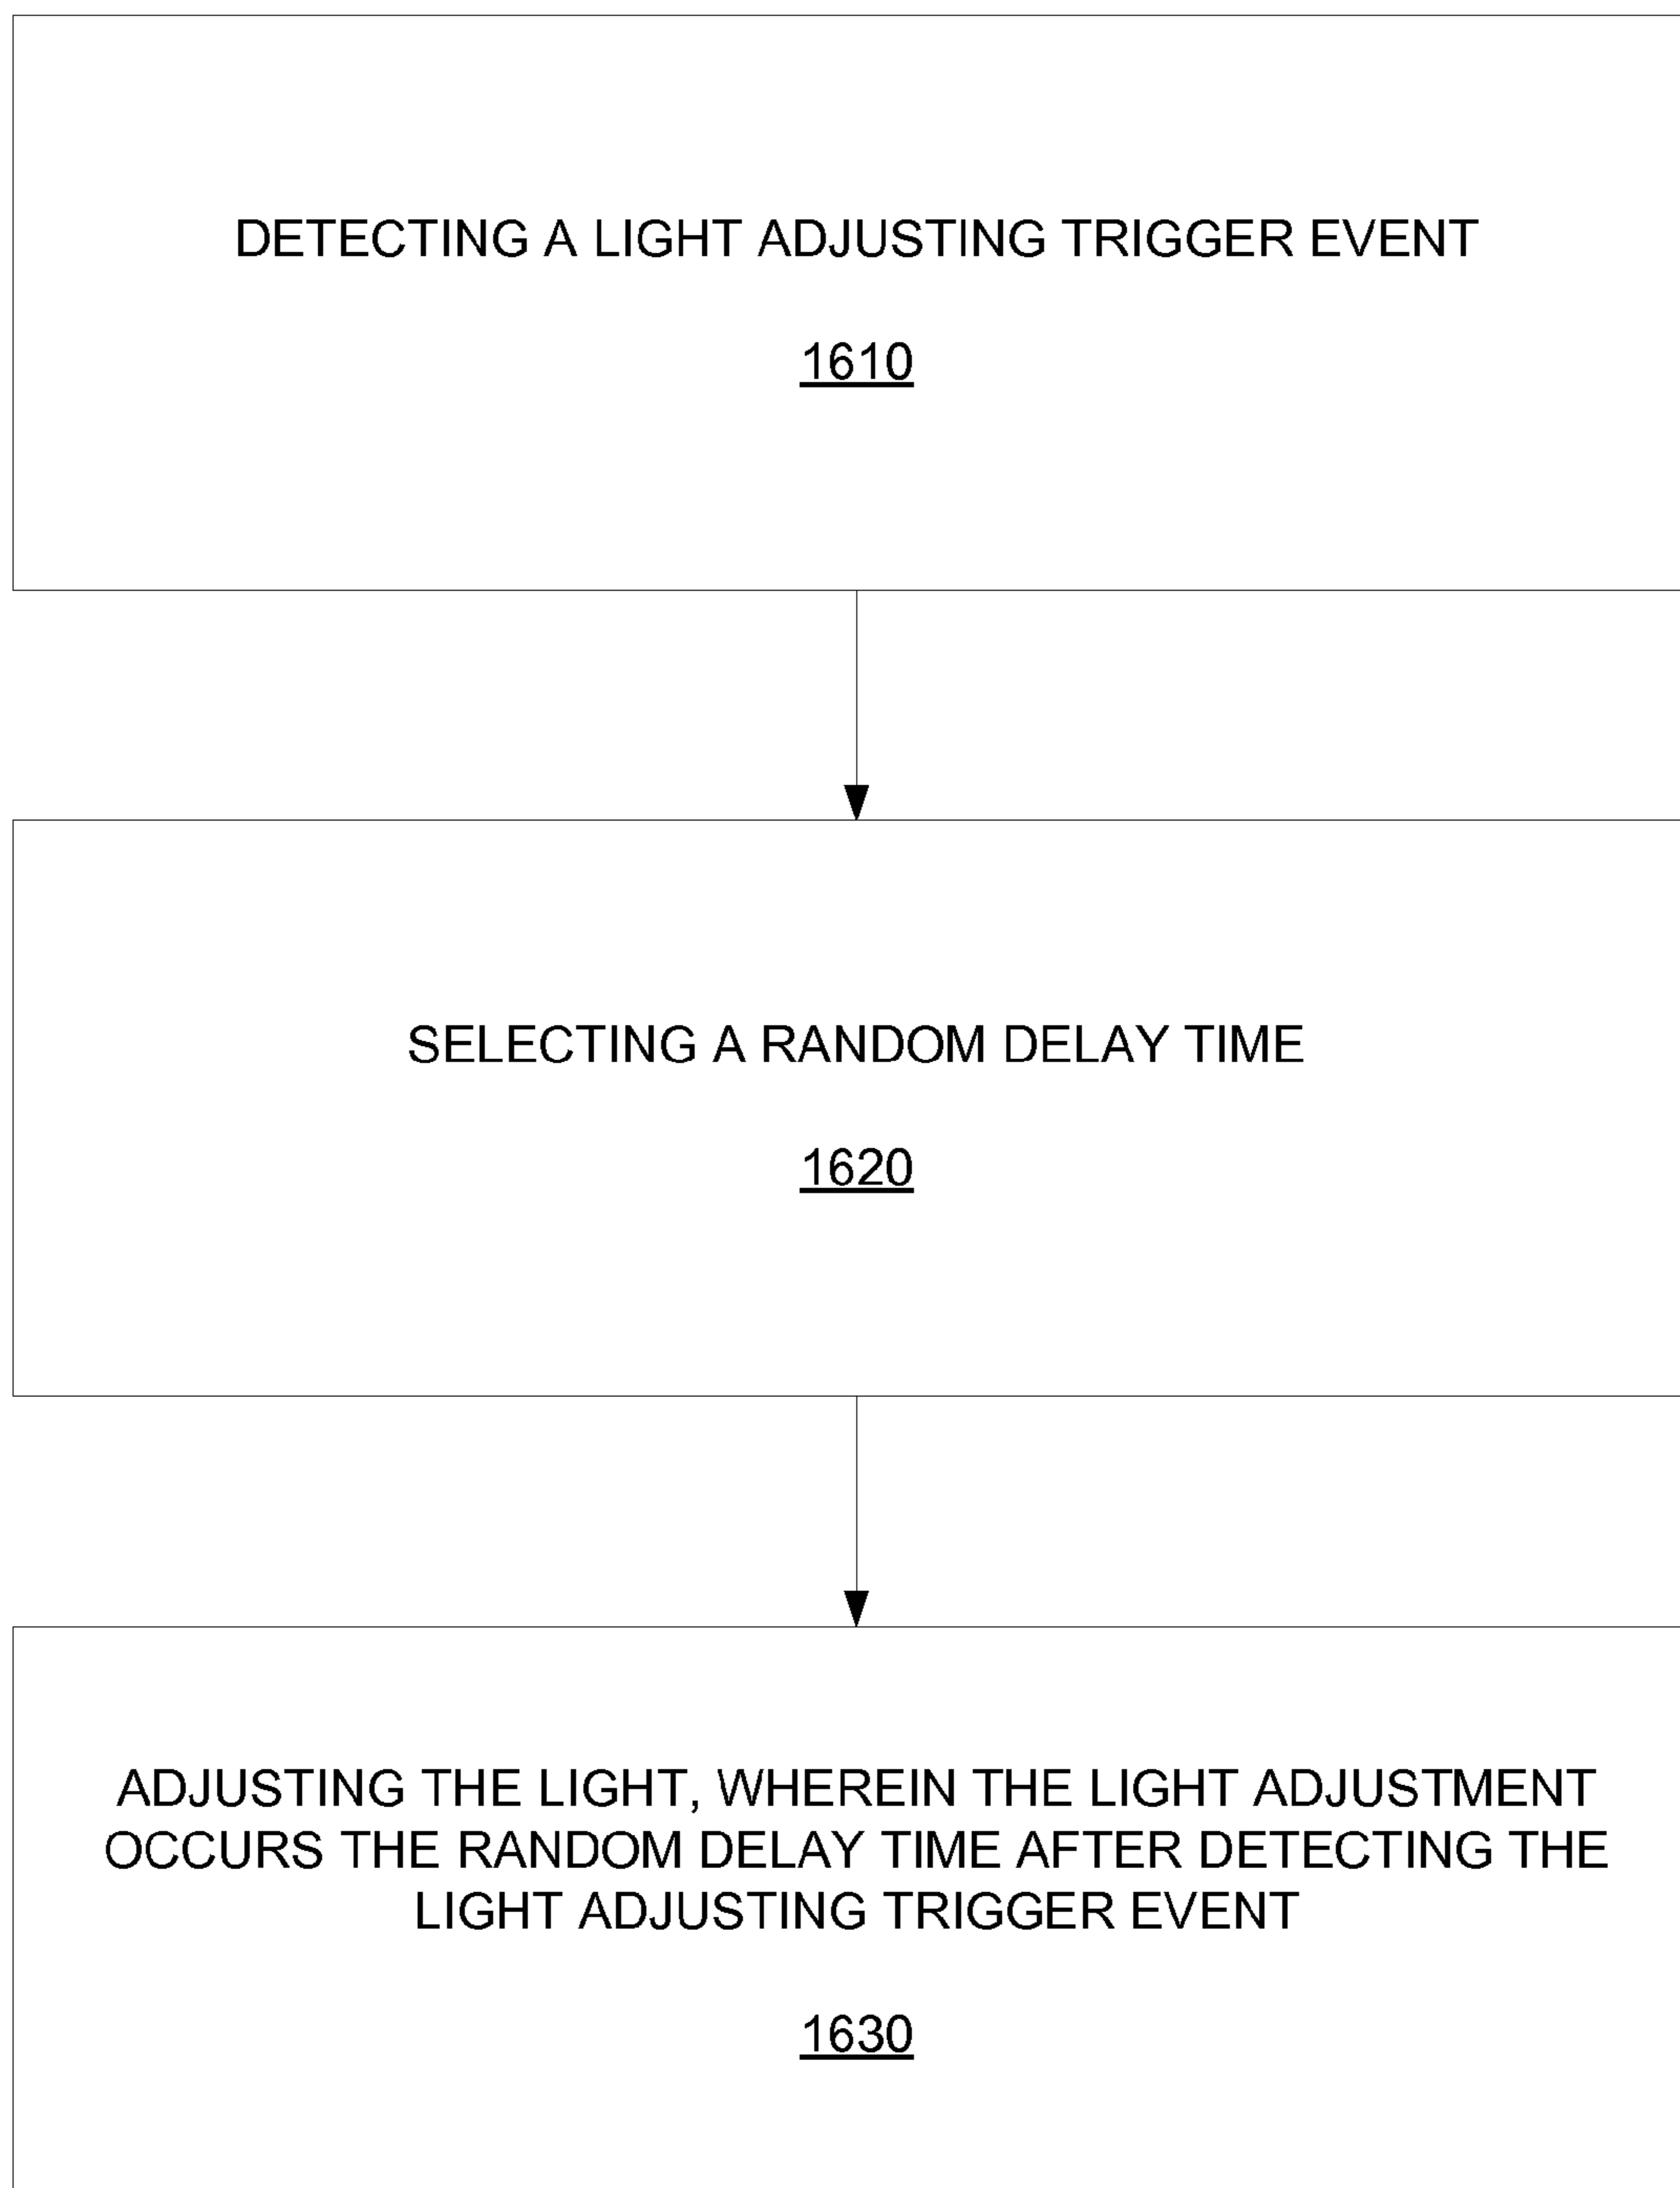 DETECTING A LIGHT ADJUSTING TRIGGER EVENT
1610
SELECTING A RANDOM DELAY TIME
1620
ADJUSTING THE LIGHT, WHEREIN THE LIGHT ADJUSTMENT
OCCURS THE RANDOM DELAY TIME AFTER DETECTING THE
LIGHT ADJUSTING TRIGGER EVENT
1630